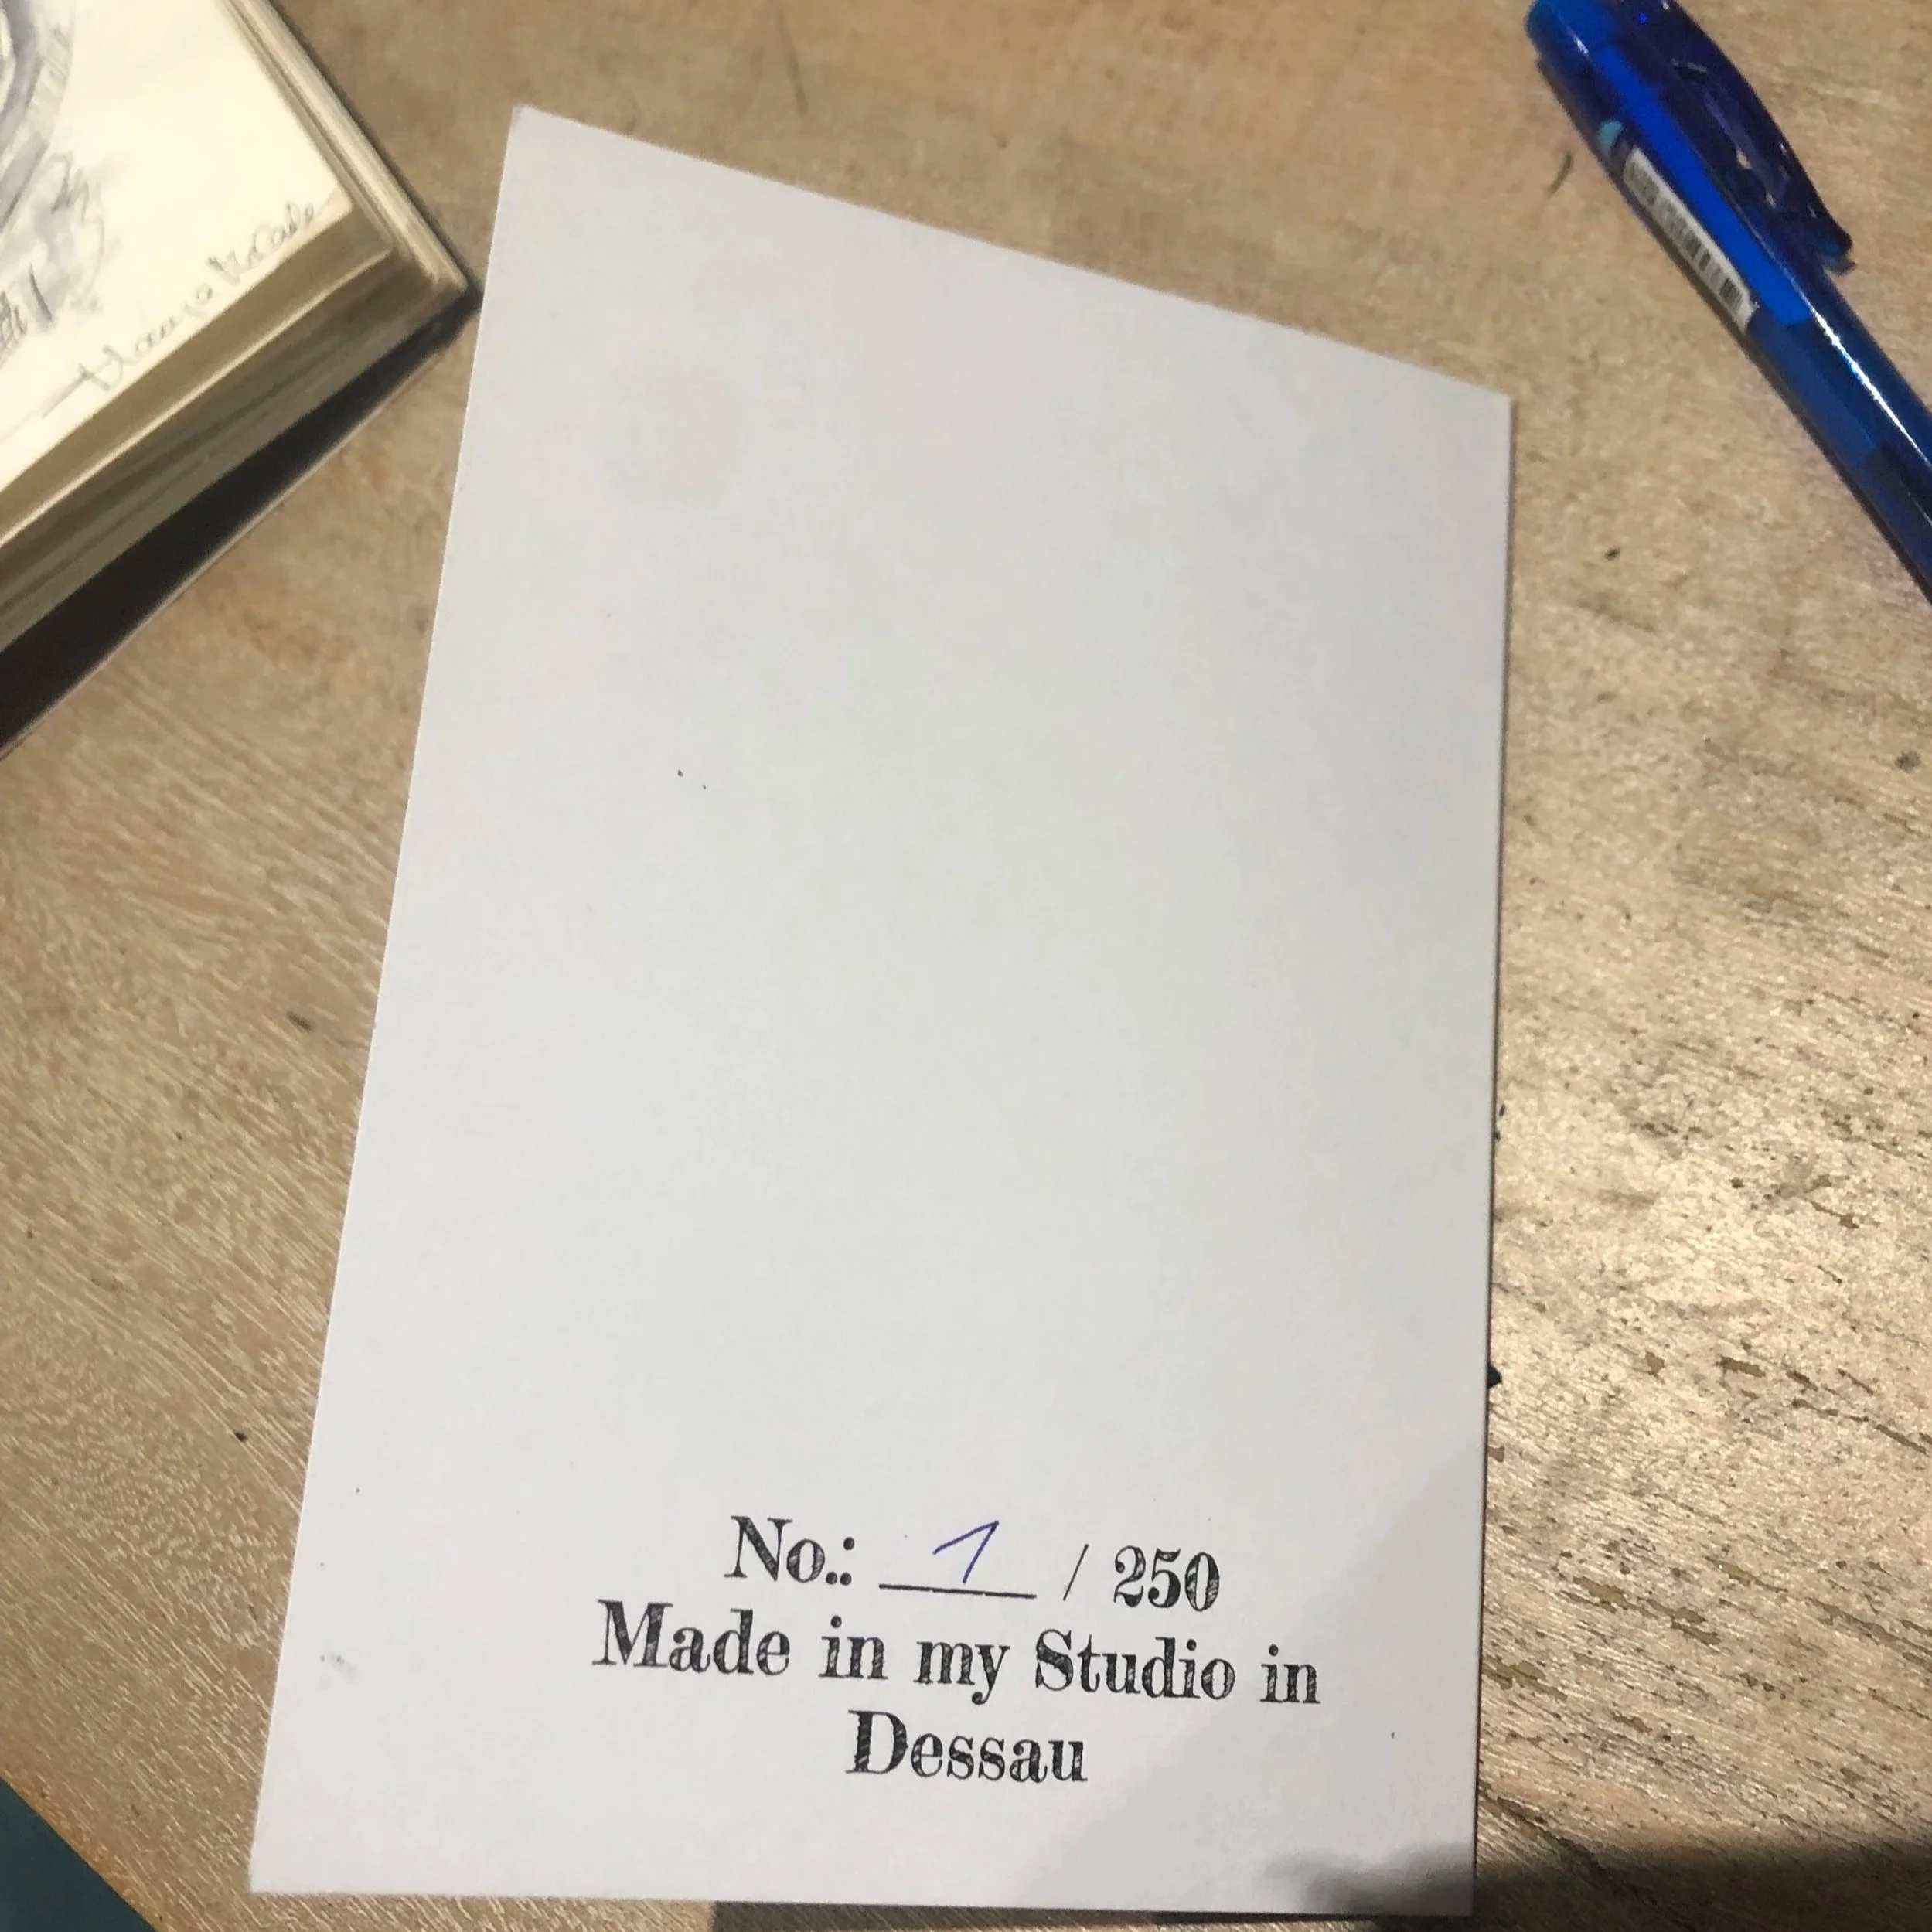 No.: 1 / 250
Made in my Studio in
Dessau